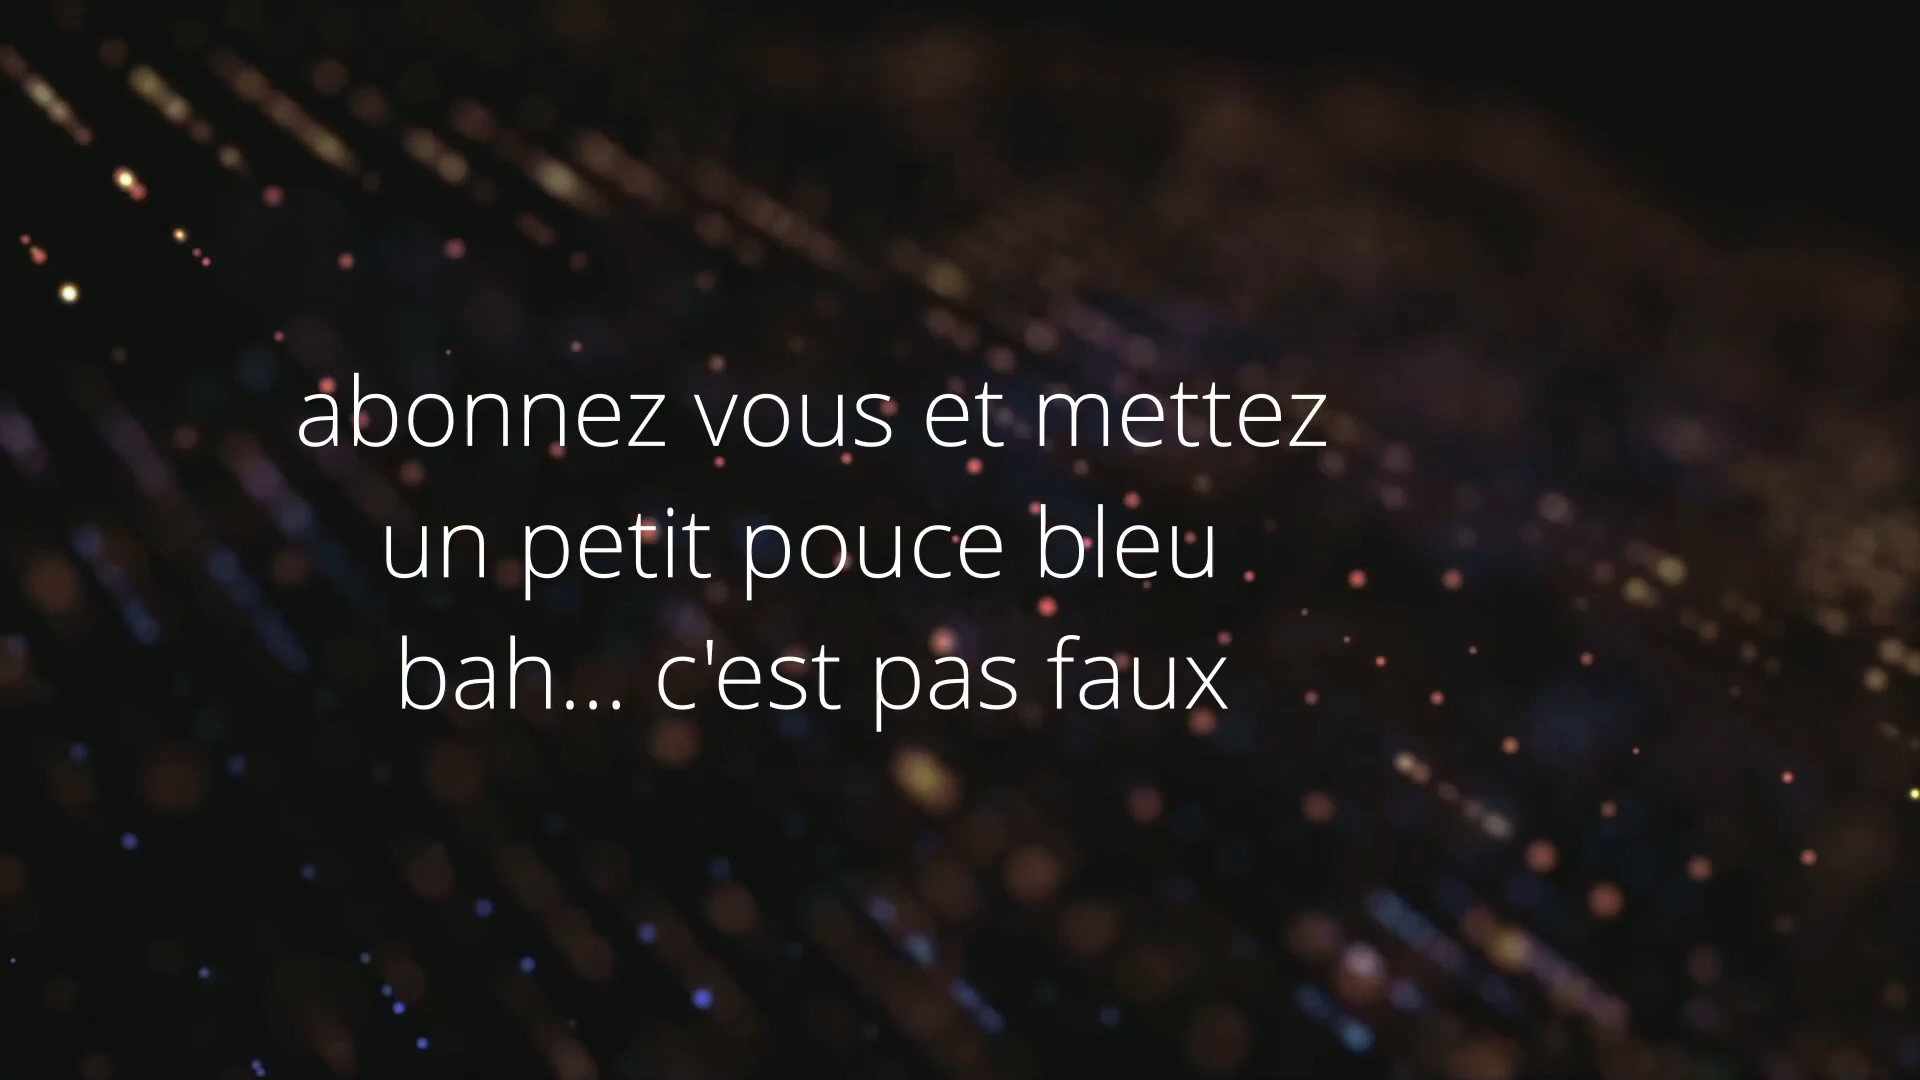 abonnez vous et mettez
un petit pouce bleu
bah... c'est pas faux